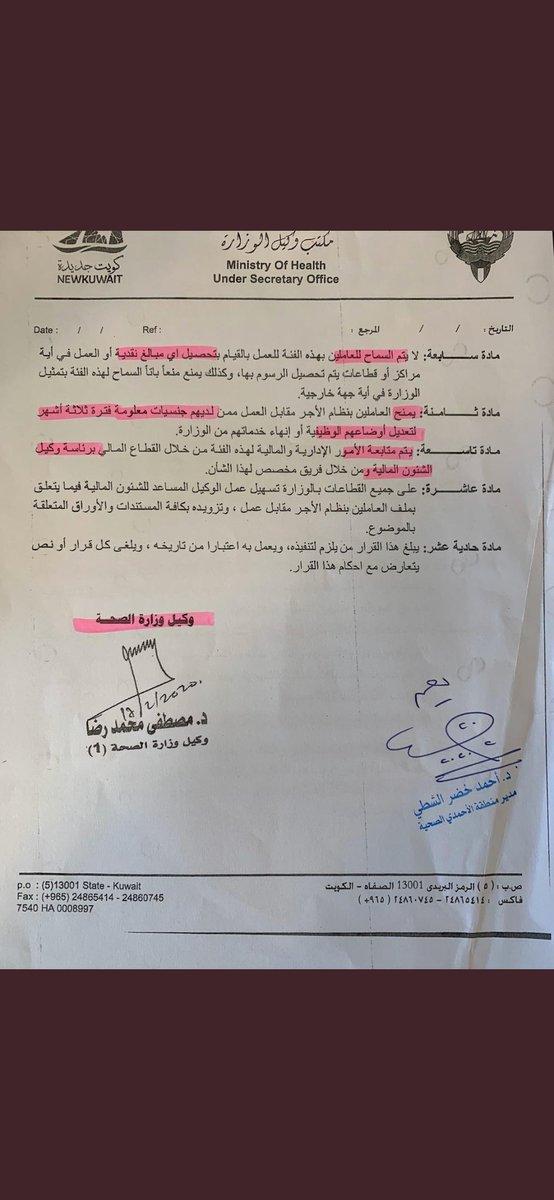 مكتب وكيل الوزارة
كويت جديدة
NEWKUWAIT
Ministry Of Health
Under Secretary Office
التاريخ : / / المرجع : Ref : Date : / /
مادة ســـابعة: لا يتم السماح للعاملين بهذه الفئة للعمل بالقيام بتحصيل اي مبالغ نقدية أو العمل في أية
مراكز أو قطاعات يتم تحصيل الرسوم بها، وكذلك يمنع منعاً باتاً السماح لهذه الفئة بتمثيل
الوزارة في أية جهة خارجية.
مادة ثـــامنة: يمنح العاملين بنظام الأجر مقابل العمل ممن لديهم جنسيات معلومة فترة ثلاثة أشهر
لتعديل أوضاعهم الوظيفية أو إنهاء خدماتهم من الوزارة.
مادة تاســـعة: يتم متابعة الأمور الإدارية والمالية لهذه الفئة من خلال القطاع المالي برئاسة وكيل
الشئون المالية ومن خلال فريق مخصص لهذا الشأن.
مادة عاشـــرة: على جميع القطاعات بالوزارة تسهيل عمل الوكيل المساعد للشئون المالية فيما يتعلق
بملف العاملين بنظام الأجر مقابل عمل ، وتزويده بكافة المستندات والأوراق المتعلقة
بالموضوع.
مادة حادية عشر: يبلغ هذا القرار من يلزم لتنفيذه، ويعمل به اعتبارا من تاريخه ، ويلغى كل قرار أو نص
يتعارض مع احكام هذا القرار.
وكيل وزارة الصحـة
/2/2020.
د. مصطفى محمد رضا
وكيل وزارة الصحة (1)
د. أحمد خضر الشطي
مدير منطقة الأحمدي الصحية
p.o : (5)13001 State - Kuwait
Fax : (+965) 24865414 - 24860745
7540 HA 0008997
ص.ب : ( ٥ ) الرمز البريدى 13001 الصفاه - الكويت
فاكس : ٢٤٨٦٥٤١٤ - ٢٤٨٦٠٧٤٥ ( ٩٦٥ +)